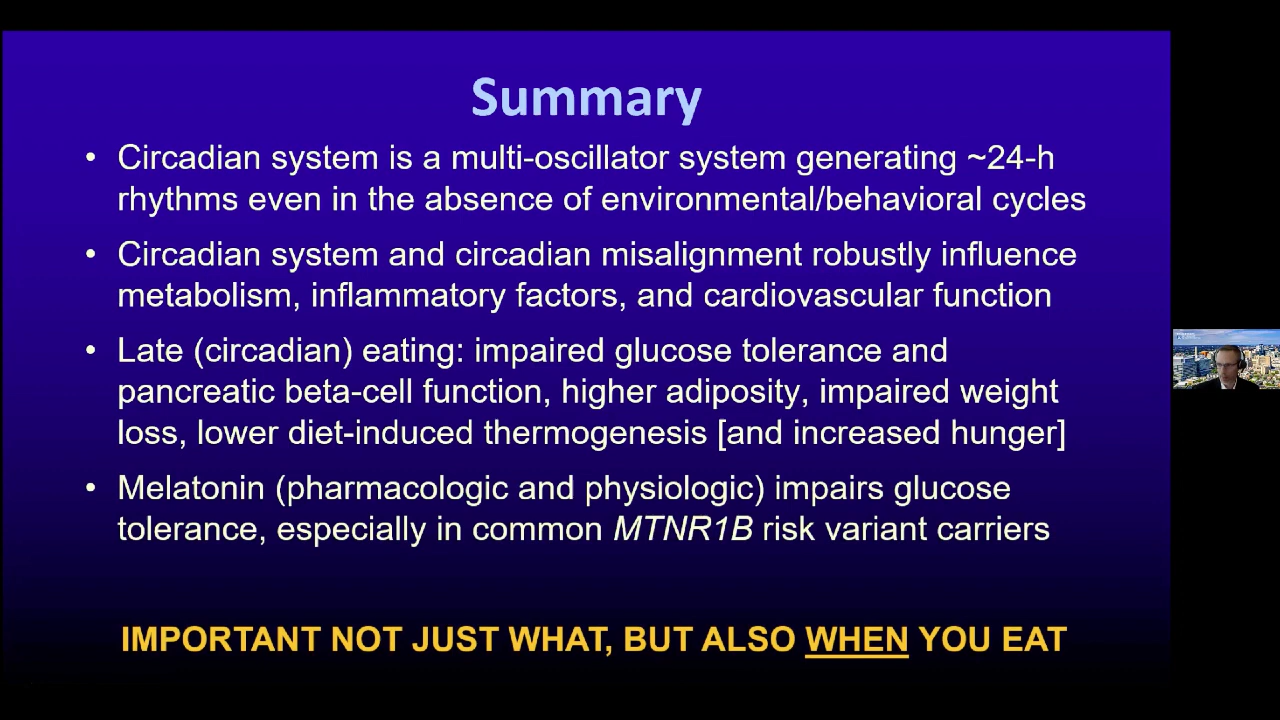 Summary
• Circadian system is a multi-oscillator system generating ~24-h
rhythms even in the absence of environmental/behavioral cycles
• Circadian system and circadian misalignment robustly influence
metabolism, inflammatory factors, and cardiovascular function
• Late (circadian) eating: impaired glucose tolerance and
pancreatic beta-cell function, higher adiposity, impaired weight
loss, lower diet-induced thermogenesis [and increased hunger]
• Melatonin (pharmacologic and physiologic) impairs glucose
tolerance, especially in common MTNR1B risk variant carriers
IMPORTANT NOT JUST WHAT, BUT ALSO WHEN YOU EAT